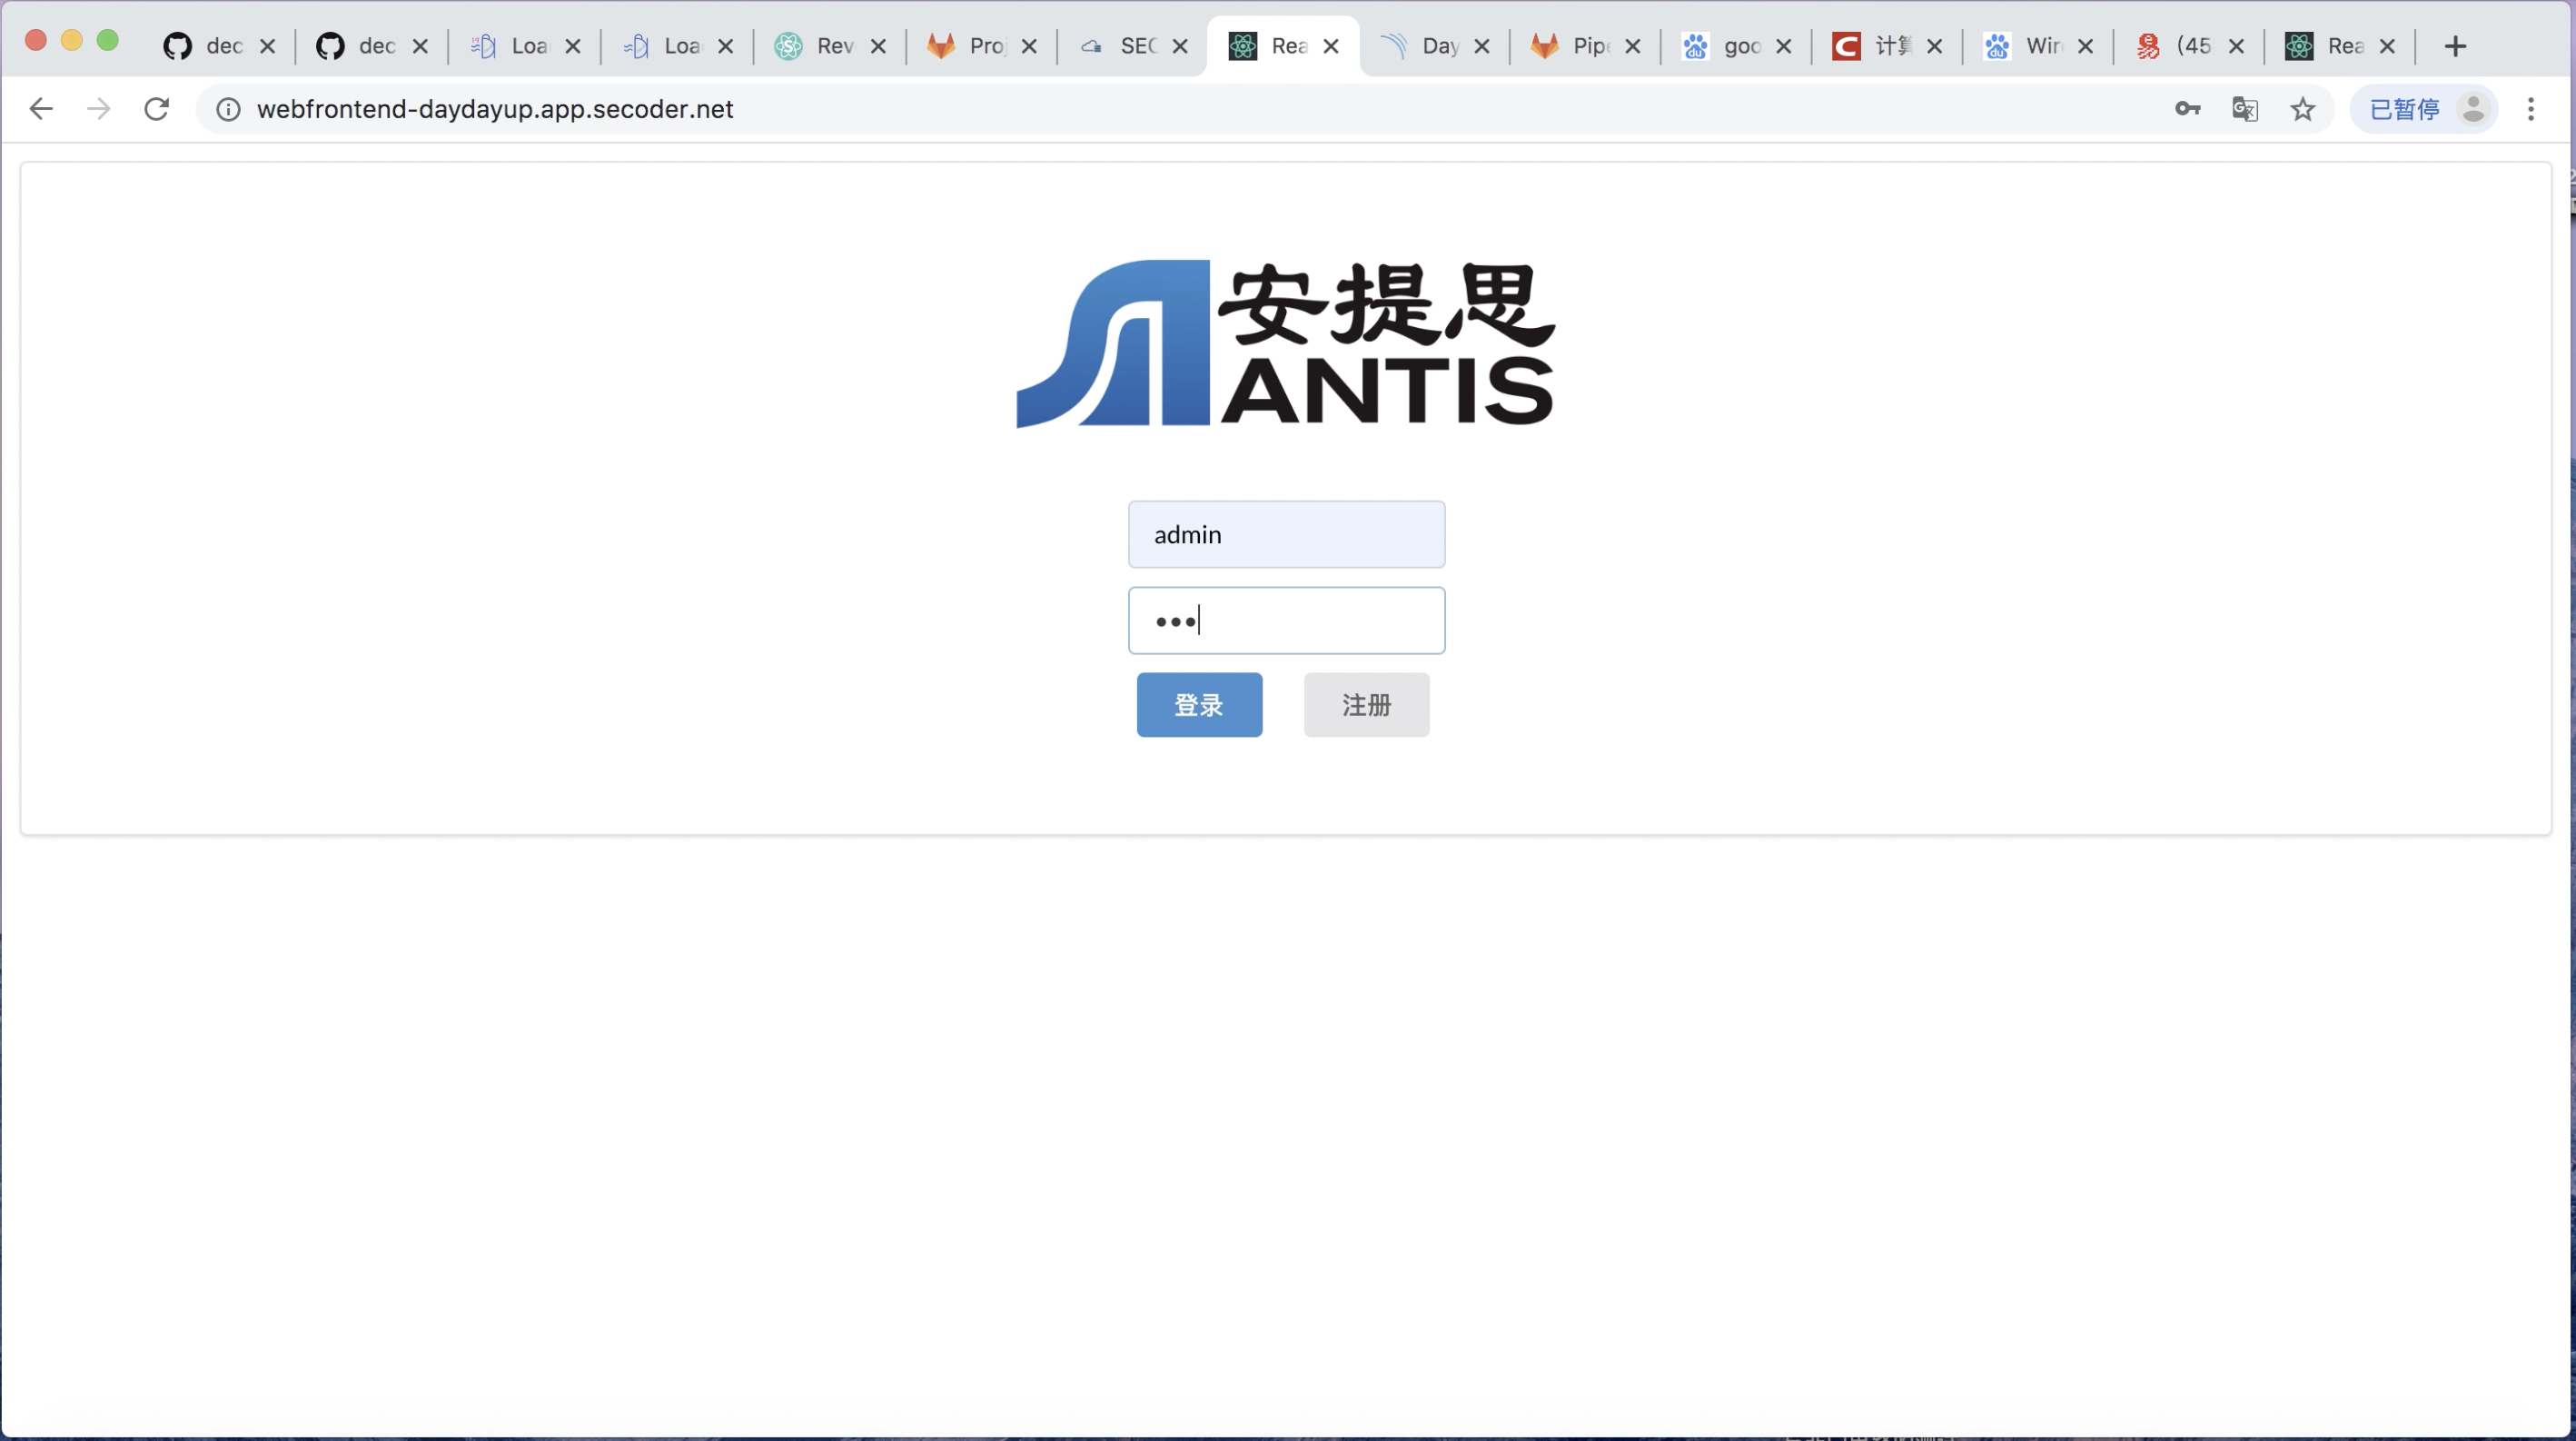 dec dec Loa Loa Rev Pro SEC Rea Day Pip goo 计算 Wir (45 Rea
webfrontend-daydayup.app.secoder.net 已暂停
安提思
ANTIS
admin
•••
登录 注册